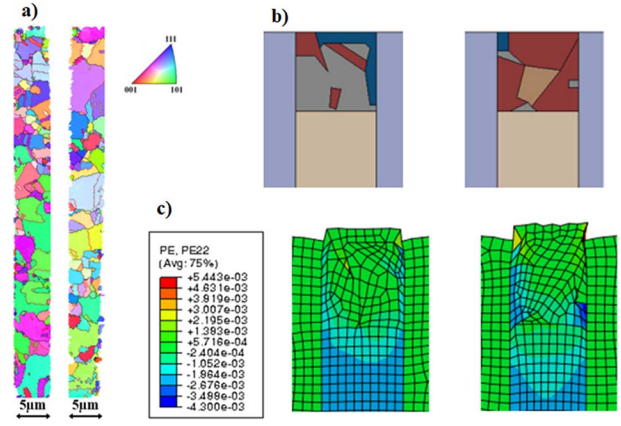 a)
111
001
101
5µm
5µm
b)
c)
PE, PE22
(Avg: 75%)
+5.443e-03
+4.631e-03
+3.819e-03
+3.007e-03
+2.195e-03
+1.383e-03
+5.716e-04
-2.404e-04
-1.052e-03
-1.864e-03
-2.676e-03
-3.488e-03
-4.300e-03